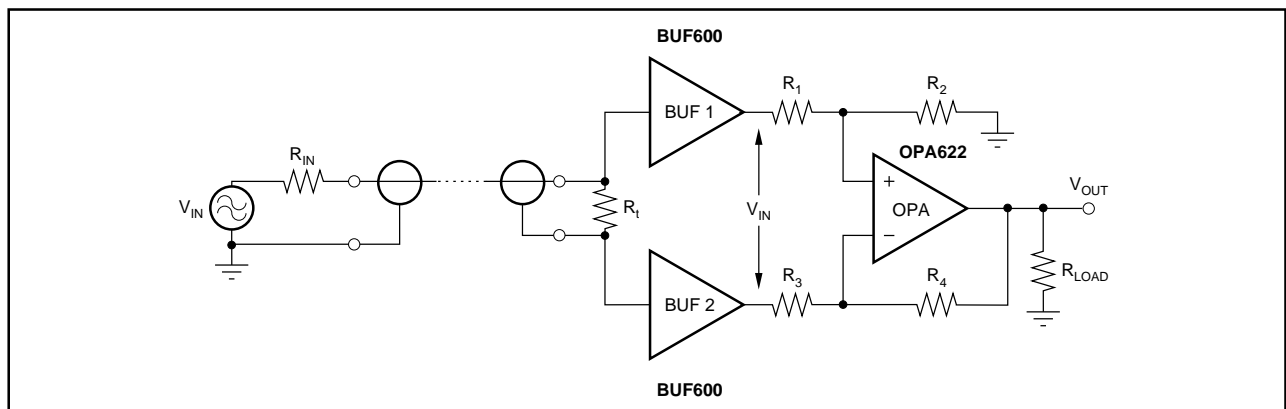 BUF600
BUF 1
R1
R2
OPA622
RIN
VIN
Rt
VIN
+
OPA
−
VOUT
BUF 2
R3
R4
RLOAD
BUF600